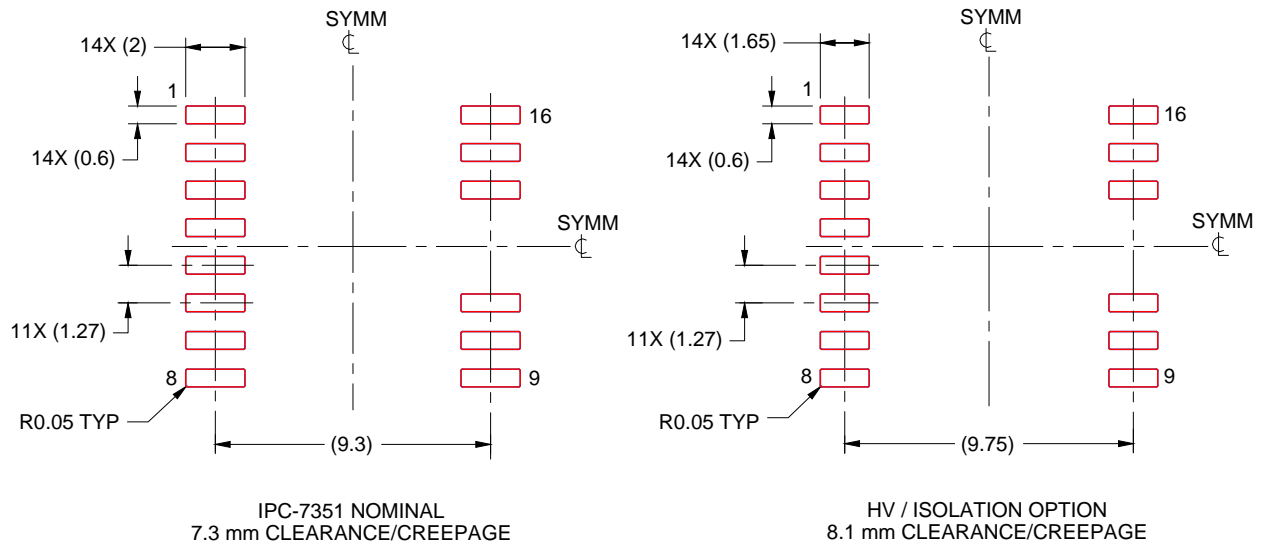 SYMM
14X (2)
1
16
14X (0.6)
SYMM
11X (1.27)
8
9
R0.05 TYP
(9.3)
IPC-7351 NOMINAL
7.3 mm CLEARANCE/CREEPAGE
SYMM
14X (1.65)
1
16
14X (0.6)
SYMM
11X (1.27)
8
9
R0.05 TYP
(9.75)
HV / ISOLATION OPTION
8.1 mm CLEARANCE/CREEPAGE